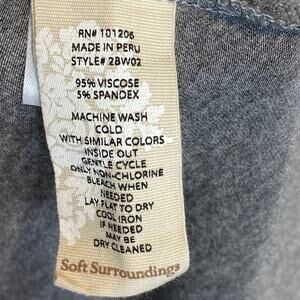 RN# 101206
MADE IN PERU
STYLE# 2BW02
95% VISCOSE
5% SPANDEX
MACHINE WASH
COLD
WITH SIMILAR COLORS
INSIDE OUT
GENTLE CYCLE
ONLY NON-CHLORINE
BLEACH WHEN
NEEDED
LAY FLAT TO DRY
COOL IRON
IF NEEDED
MAY BE
DRY CLEANED
Soft Surroundings